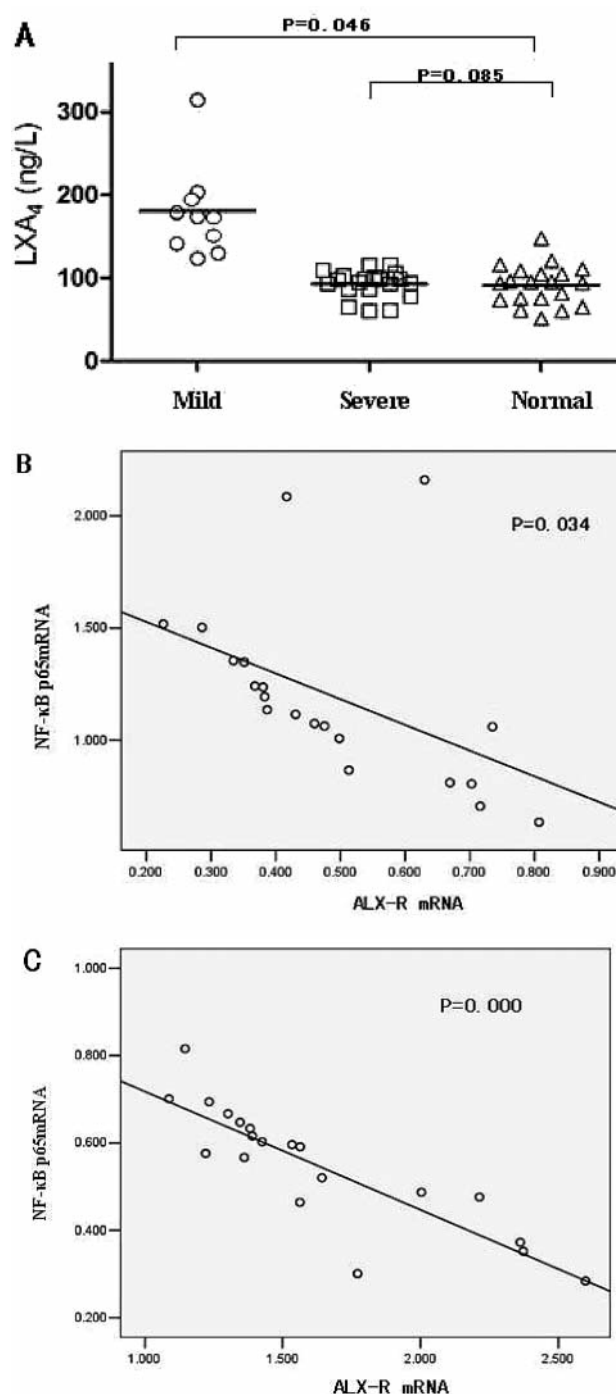 A
P=0.046
P=0.085
LXA4 (ng/L)
300
200
100
0
Mild Severe Normal
B
P=0.034
NF-κB p65mRNA
2.000
1.500
1.000
0.200 0.300 0.400 0.500 0.600 0.700 0.800 0.900
ALX-R mRNA
C
P=0.000
NF-κB p65mRNA
1.000
0.800
0.600
0.400
0.200
1.000 1.500 2.000 2.500
ALX-R mRNA